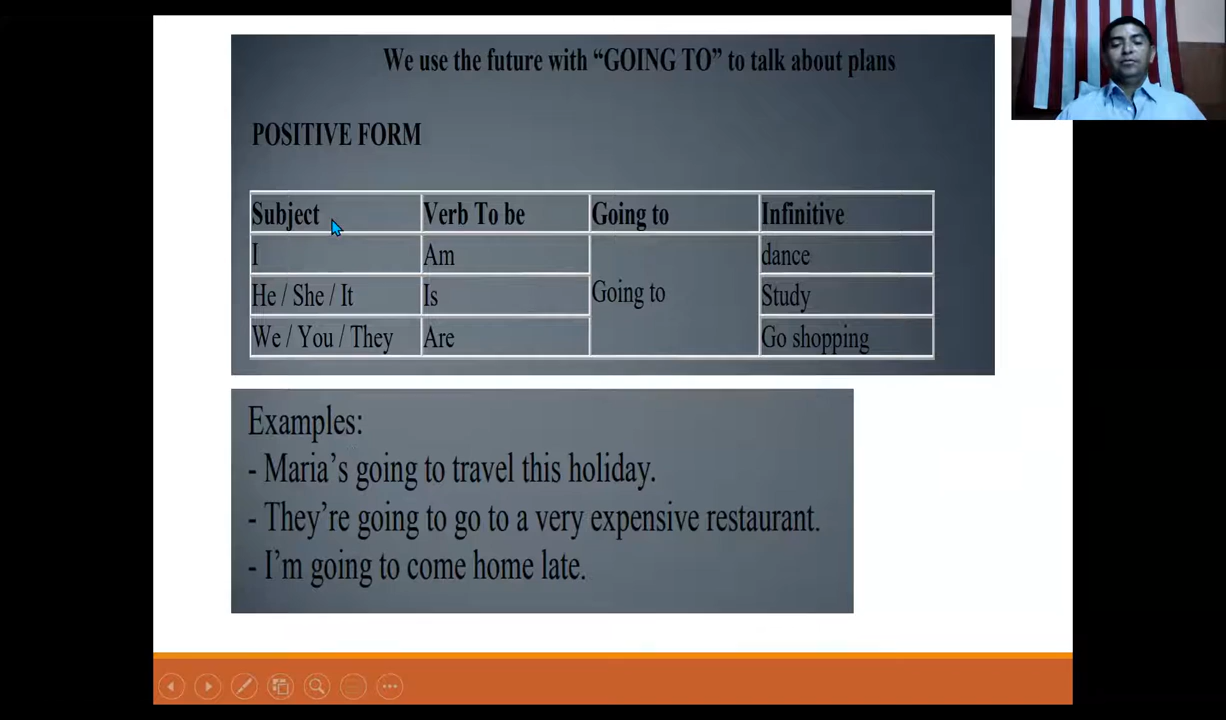 We use the future with “GOING TO” to talk about plans
POSITIVE FORM
Subject Verb To be Going to Infinitive
I Am dance
He / She / It Is Going to Study
We / You / They Are Go shopping
Examples:
- Maria’s going to travel this holiday.
- They’re going to go to a very expensive restaurant.
- I’m going to come home late.